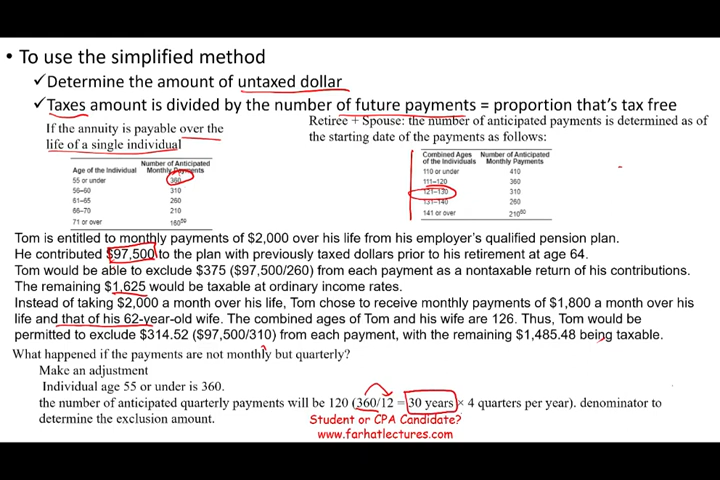 • To use the simplified method
✓Determine the amount of untaxed dollar
✓Taxes amount is divided by the number of future payments = proportion that's tax free
If the annuity is payable over the
life of a single individual
Age of the Individual Number of Anticipated Monthly Payments
55 or under 360
56–60 310
61–65 260
66–70 210
71 or over 160
Retiree + Spouse: the number of anticipated payments is determined as of
the starting date of the payments as follows:
Combined Ages of the Individuals Number of Anticipated Monthly Payments
110 or under 410
111–120 360
121–130 310
131–140 260
141 or over 210
Tom is entitled to monthly payments of $2,000 over his life from his employer's qualified pension plan.
He contributed $97,500 to the plan with previously taxed dollars prior to his retirement at age 64.
Tom would be able to exclude $375 ($97,500/260) from each payment as a nontaxable return of his contributions.
The remaining $1,625 would be taxable at ordinary income rates.
Instead of taking $2,000 a month over his life, Tom chose to receive monthly payments of $1,800 a month over his
life and that of his 62-year-old wife. The combined ages of Tom and his wife are 126. Thus, Tom would be
permitted to exclude $314.52 ($97,500/310) from each payment, with the remaining $1,485.48 being taxable.
What happened if the payments are not monthly but quarterly?
Make an adjustment
Individual age 55 or under is 360.
the number of anticipated quarterly payments will be 120 (360/12 = 30 years × 4 quarters per year). denominator to
determine the exclusion amount.
Student or CPA Candidate?
www.farhatlectures.com